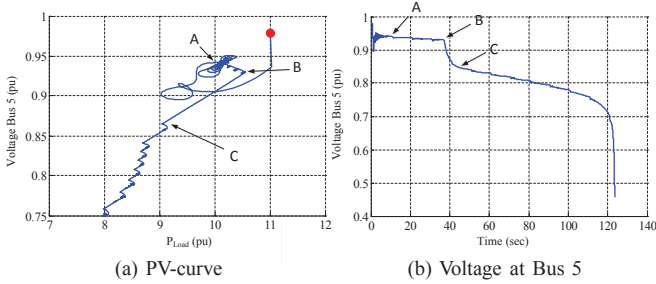 1
0.95
0.9
0.85
0.8
0.75
Voltage Bus 5 (pu)
A
B
C
7 8 9 10 11 12
P_Load (pu)
(a) PV-curve
1
0.9
0.8
0.7
0.6
0.5
0.4
Voltage Bus 5 (pu)
A
B
C
0 20 40 60 80 100 120 140
Time (sec)
(b) Voltage at Bus 5